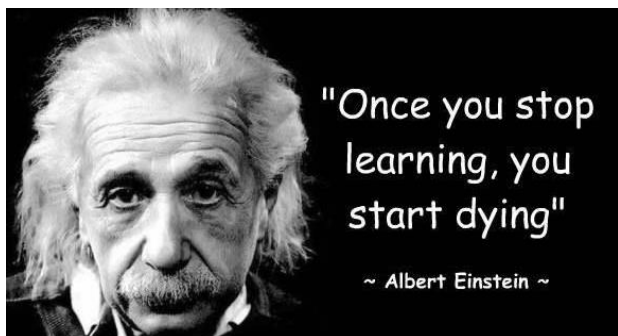 "Once you stop
learning, you
start dying"
~ Albert Einstein ~